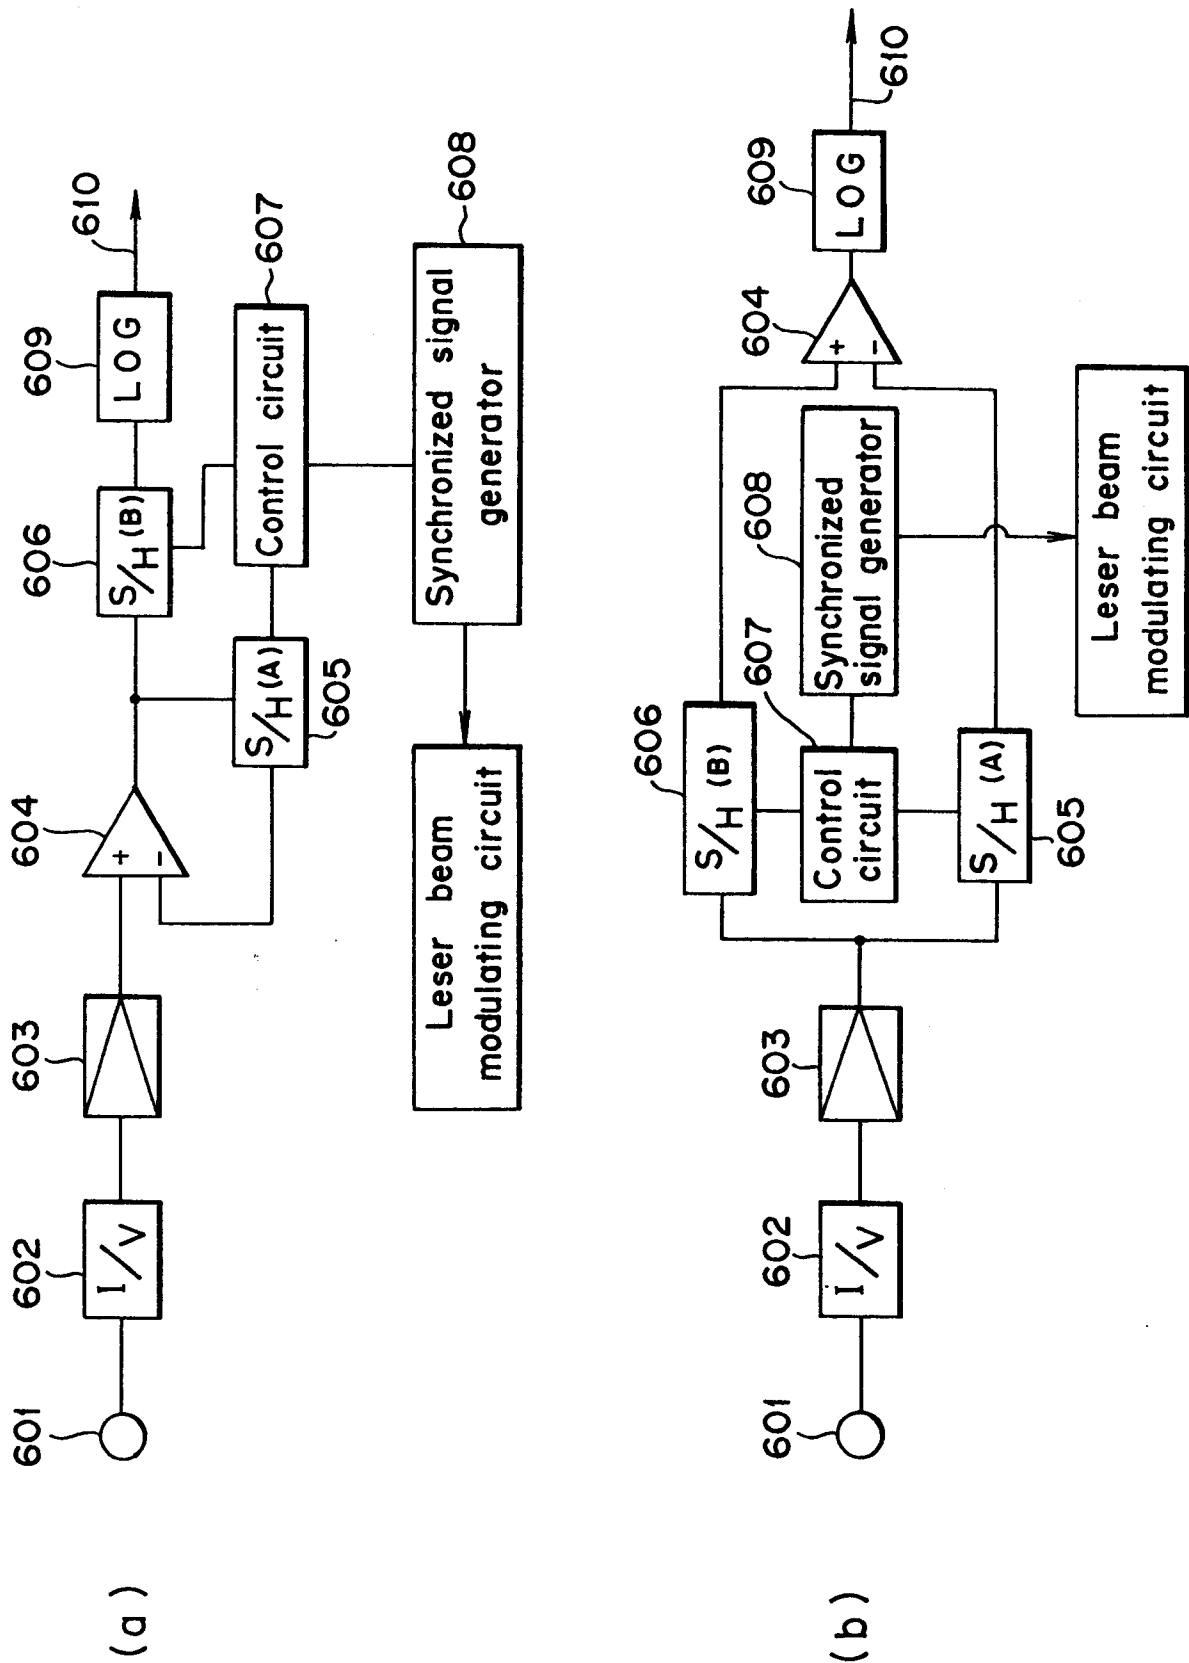 (a)
601
602
I/V
603
604
+
−
S/H (A)
605
606
S/H (B)
609
LOG
610
607
Control circuit
608
Synchronized signal
generator
Leser beam
modulating circuit
(b)
601
602
I/V
603
606
S/H (B)
607
Control
circuit
608
Synchronized
signal generator
S/H (A)
605
604
+
−
609
LOG
610
Leser beam
modulating circuit